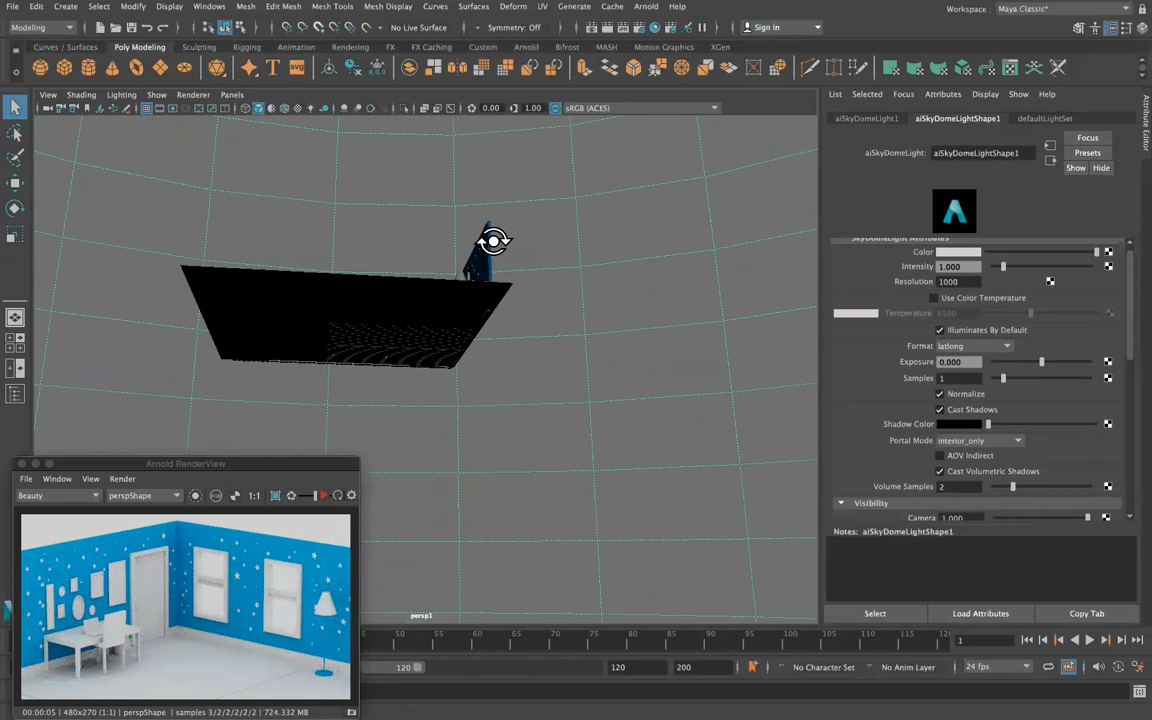 File Edit Create Select Modify Display Windows Mesh Edit Mesh Mesh Tools Mesh Display Curves Surfaces Deform UV Generate Cache Arnold Help
Workspace : Maya Classic*
Modeling No Live Surface Symmetry: Off Sign In
Curves / Surfaces Poly Modeling Sculpting Rigging Animation Rendering FX FX Caching Custom Arnold Bifrost MASH Motion Graphics XGen
View Shading Lighting Show Renderer Panels
0.00 1.00 sRGB (ACES)
persp1
List Selected Focus Attributes Display Show Help
aiSkyDomeLight1 aiSkyDomeLightShape1 defaultLightSet
Attribute Editor
Focus
aiSkyDomeLight: aiSkyDomeLightShape1
Presets
Show Hide
SkyDomeLight Attributes
Color
Intensity 1.000
Resolution 1000
Use Color Temperature
Temperature 6500
Illuminates By Default
Format latlong
Exposure 0.000
Samples 1
Normalize
Cast Shadows
Shadow Color
Portal Mode interior_only
AOV Indirect
Cast Volumetric Shadows
Volume Samples 2
Visibility
Camera 1.000
Notes: aiSkyDomeLightShape1
Select Load Attributes Copy Tab
Arnold RenderView
File Window View Render
Beauty perspShape 1:1
00:00:05 | 480x270 (1:1) | perspShape | samples 3/2/2/2/2/2 | 724.332 MB
50 55 60 65 70 75 80 85 90 95 100 105 110 115 120
1
120 120 200 No Character Set No Anim Layer 24 fps